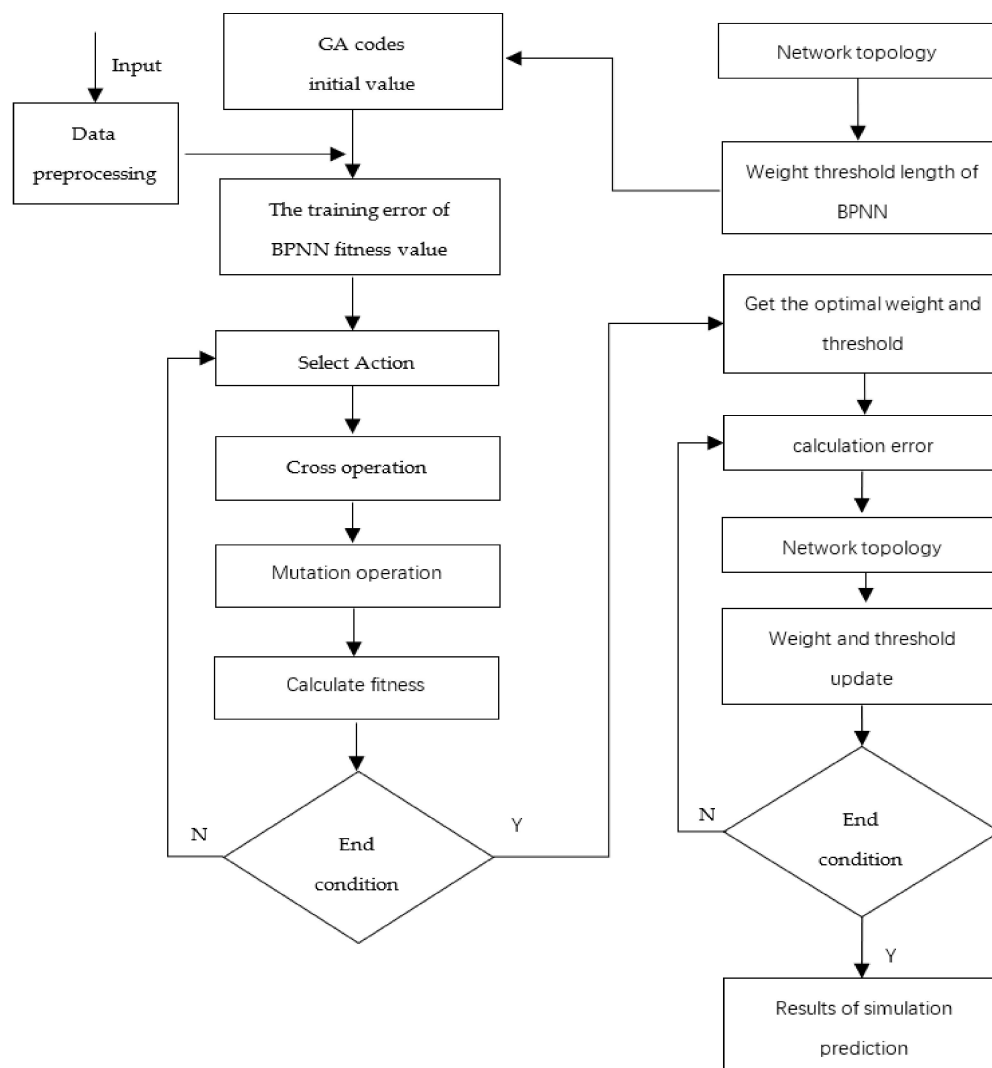 Input
Data
preprocessing
GA codes
initial value
The training error of
BPNN fitness value
Select Action
Cross operation
Mutation operation
Calculate fitness
N
End
condition
Y
Network topology
Weight threshold length of
BPNN
Get the optimal weight and
threshold
calculation error
Network topology
Weight and threshold
update
N
End
condition
Y
Results of simulation
prediction